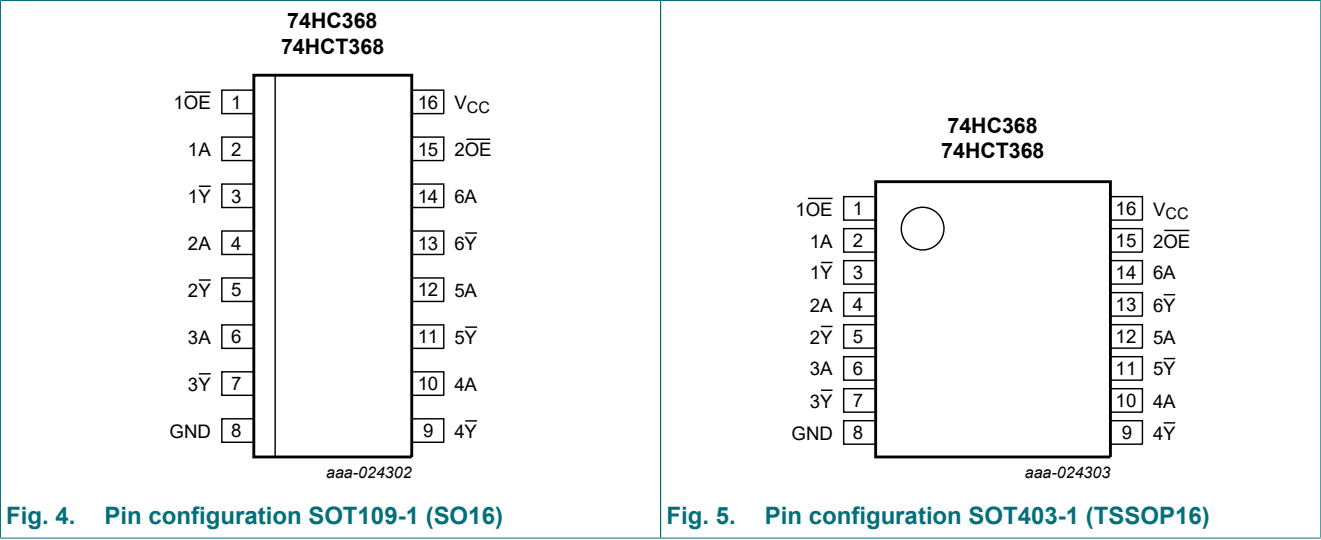 74HC368
74HCT368
1O̅E̅ 1 16 VCC
1A 2 15 2O̅E̅
1Y̅ 3 14 6A
2A 4 13 6Y̅
2Y̅ 5 12 5A
3A 6 11 5Y̅
3Y̅ 7 10 4A
GND 8 9 4Y̅
aaa-024302
Fig. 4. Pin configuration SOT109-1 (SO16)
74HC368
74HCT368
1O̅E̅ 1 16 VCC
1A 2 15 2O̅E̅
1Y̅ 3 14 6A
2A 4 13 6Y̅
2Y̅ 5 12 5A
3A 6 11 5Y̅
3Y̅ 7 10 4A
GND 8 9 4Y̅
aaa-024303
Fig. 5. Pin configuration SOT403-1 (TSSOP16)